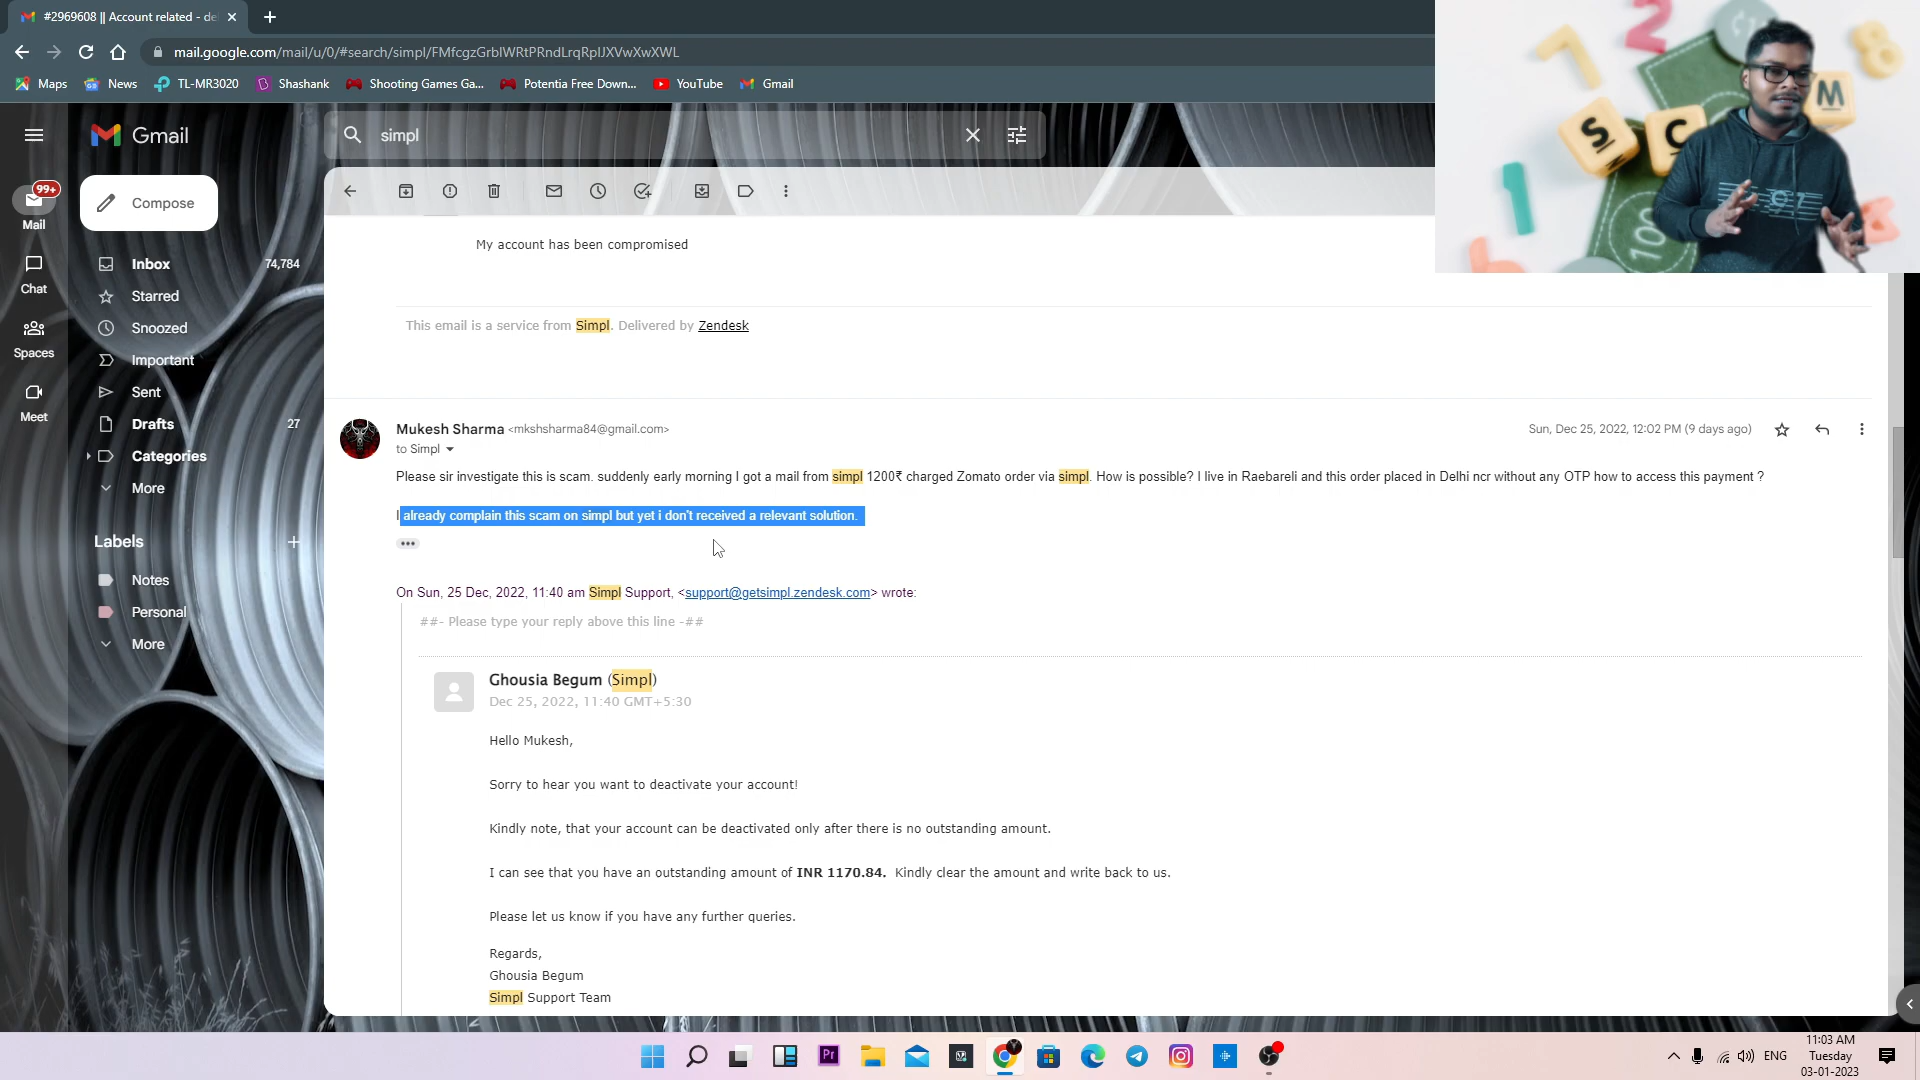 #2969608 || Account related - de
mail.google.com/mail/u/0/#search/simpl/FMfcgzGrbIWRtPRndLrqRpIJXVwXwXWL
Maps
News
TL-MR3020
Shashank
Shooting Games Ga...
Potentia Free Down...
YouTube
Gmail
Gmail
simpl
99+
Mail
Chat
Spaces
Meet
Compose
Inbox 74,784
Starred
Snoozed
Important
Sent
Drafts 27
Categories
More
Labels
Notes
Personal
More
My account has been compromised
This email is a service from Simpl. Delivered by Zendesk
Mukesh Sharma <mkshsharma84@gmail.com>
Sun, Dec 25, 2022, 12:02 PM (9 days ago)
to Simpl
Please sir investigate this is scam. suddenly early morning I got a mail from simpl 1200₹ charged Zomato order via simpl. How is possible? I live in Raebareli and this order placed in Delhi ncr without any OTP how to access this payment ?
I already complain this scam on simpl but yet i don't received a relevant solution.
On Sun, 25 Dec, 2022, 11:40 am Simpl Support, <support@getsimpl.zendesk.com> wrote:
##- Please type your reply above this line -##
Ghousia Begum (Simpl)
Dec 25, 2022, 11:40 GMT+5:30
Hello Mukesh,
Sorry to hear you want to deactivate your account!
Kindly note, that your account can be deactivated only after there is no outstanding amount.
I can see that you have an outstanding amount of INR 1170.84. Kindly clear the amount and write back to us.
Please let us know if you have any further queries.
Regards,
Ghousia Begum
Simpl Support Team
S C M
1 2 8
1 100
Pr
ENG
11:03 AM
Tuesday
03-01-2023